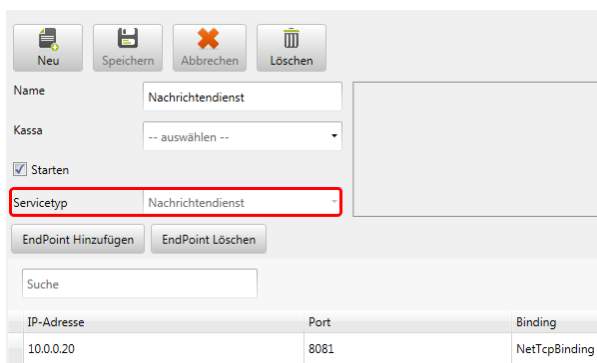 Neu Speichern Abbrechen Löschen
Name Nachrichtendienst
Kassa -- auswählen --
Starten
Servicetyp Nachrichtendienst
EndPoint Hinzufügen EndPoint Löschen
Suche
IP-Adresse Port Binding
10.0.0.20 8081 NetTcpBinding